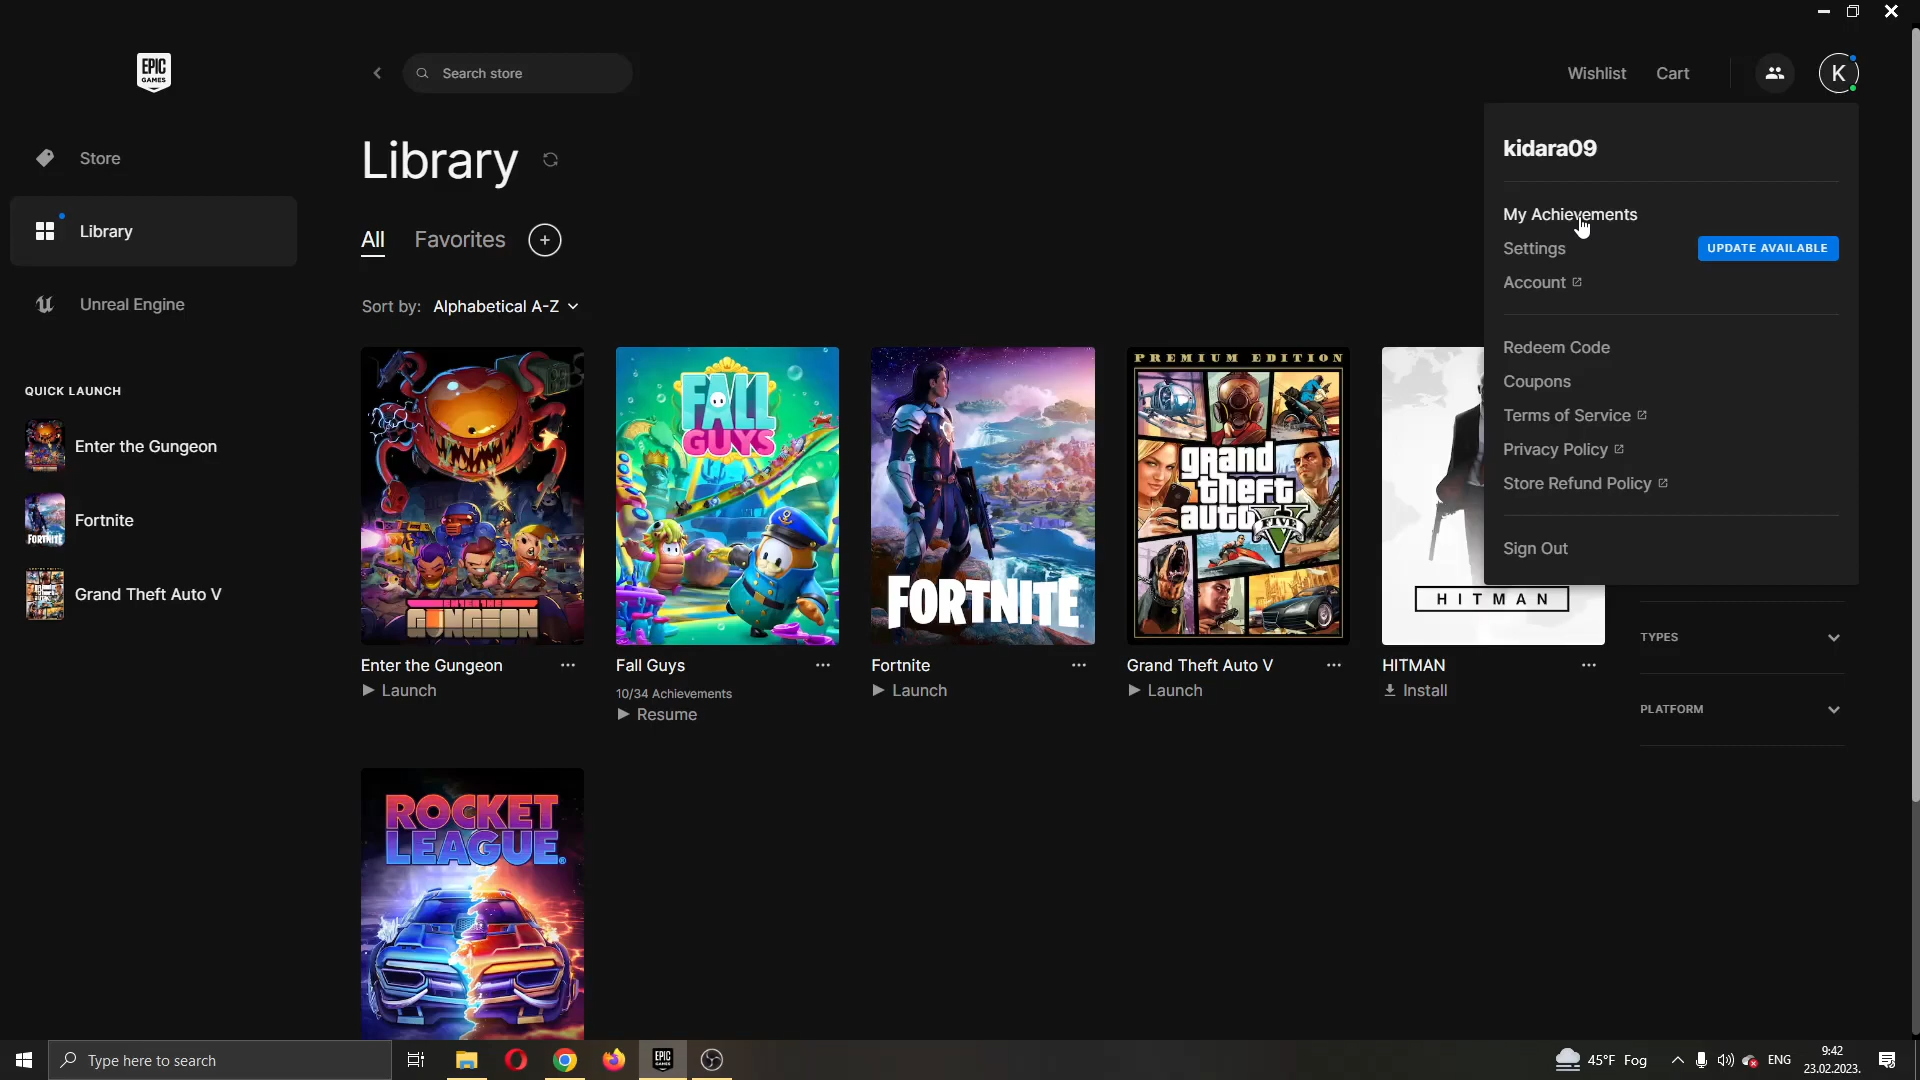 EPIC
GAMES
Search store
Wishlist
Cart
K
Store
Library
Unreal Engine
QUICK LAUNCH
Enter the Gungeon
Fortnite
Grand Theft Auto V
Library
All
Favorites
Sort by: Alphabetical A-Z
kidara09
My Achievements
Settings
UPDATE AVAILABLE
Account
Redeem Code
Coupons
Terms of Service
Privacy Policy
Store Refund Policy
Sign Out
GUNGEON
FALL
GUYS
FORTNITE
PREMIUM EDITION
grand
theft
auto
FIVE
HITMAN
FORTNITE
Enter the Gungeon
Launch
Fall Guys
10/34 Achievements
Resume
Fortnite
Launch
Grand Theft Auto V
Launch
HITMAN
Install
TYPES
PLATFORM
ROCKET
LEAGUE
Type here to search
EPIC
GAMES
45°F Fog
ENG
9:42
23.02.2023.